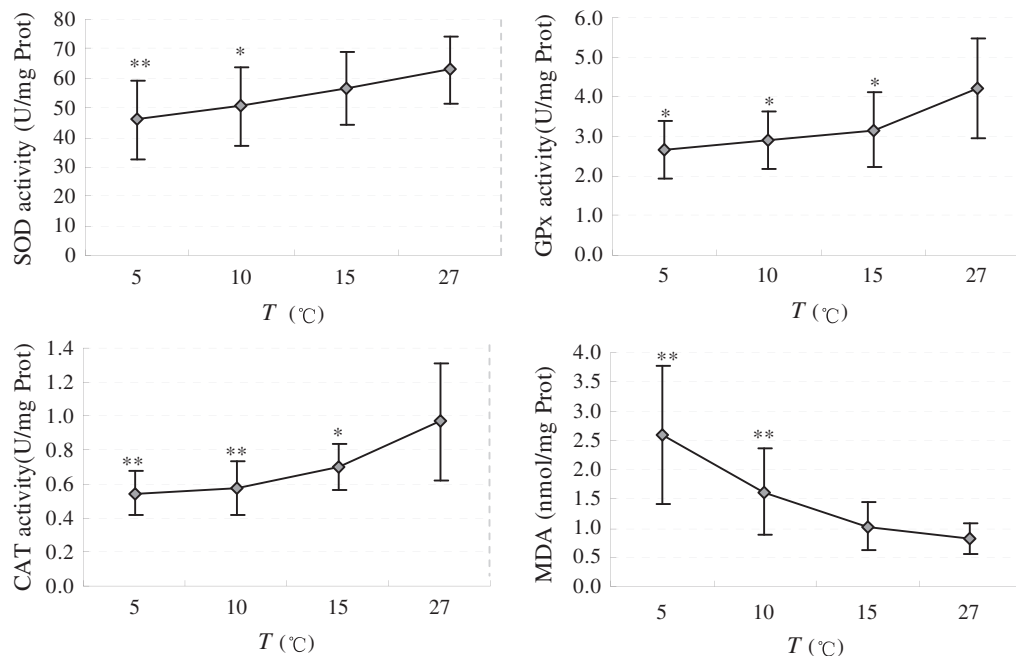 SOD activity (U/mg Prot)
80
70
60
50
40
30
20
10
0
** *
5 10 15 27
T (℃)
GPx activity(U/mg Prot)
6.0
5.0
4.0
3.0
2.0
1.0
0.0
* * *
5 10 15 27
T (℃)
CAT activity(U/mg Prot)
1.4
1.2
1.0
0.8
0.6
0.4
0.2
0.0
** ** *
5 10 15 27
T (℃)
MDA (nmol/mg Prot)
4.0
3.5
3.0
2.5
2.0
1.5
1.0
0.5
0.0
** **
5 10 15 27
T (℃)